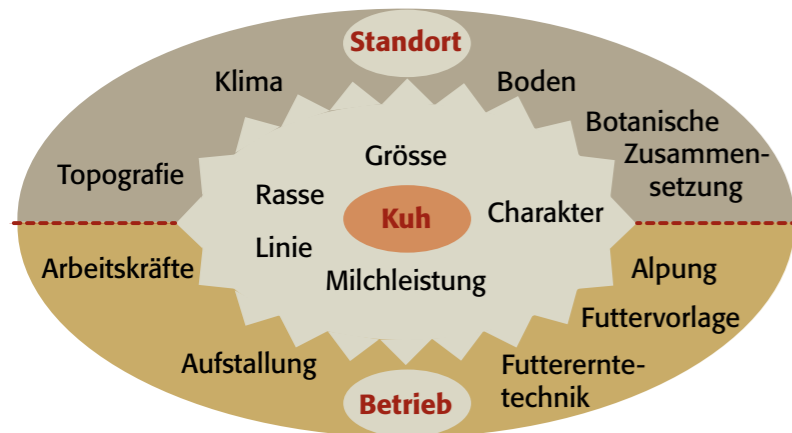 Standort
Klima
Boden
Botanische
Zusammen-
setzung
Topografie
Grösse
Rasse
Kuh
Charakter
Linie
Milchleistung
Arbeitskräfte
Alpung
Futtervorlage
Aufstallung
Futterernte-
technik
Betrieb